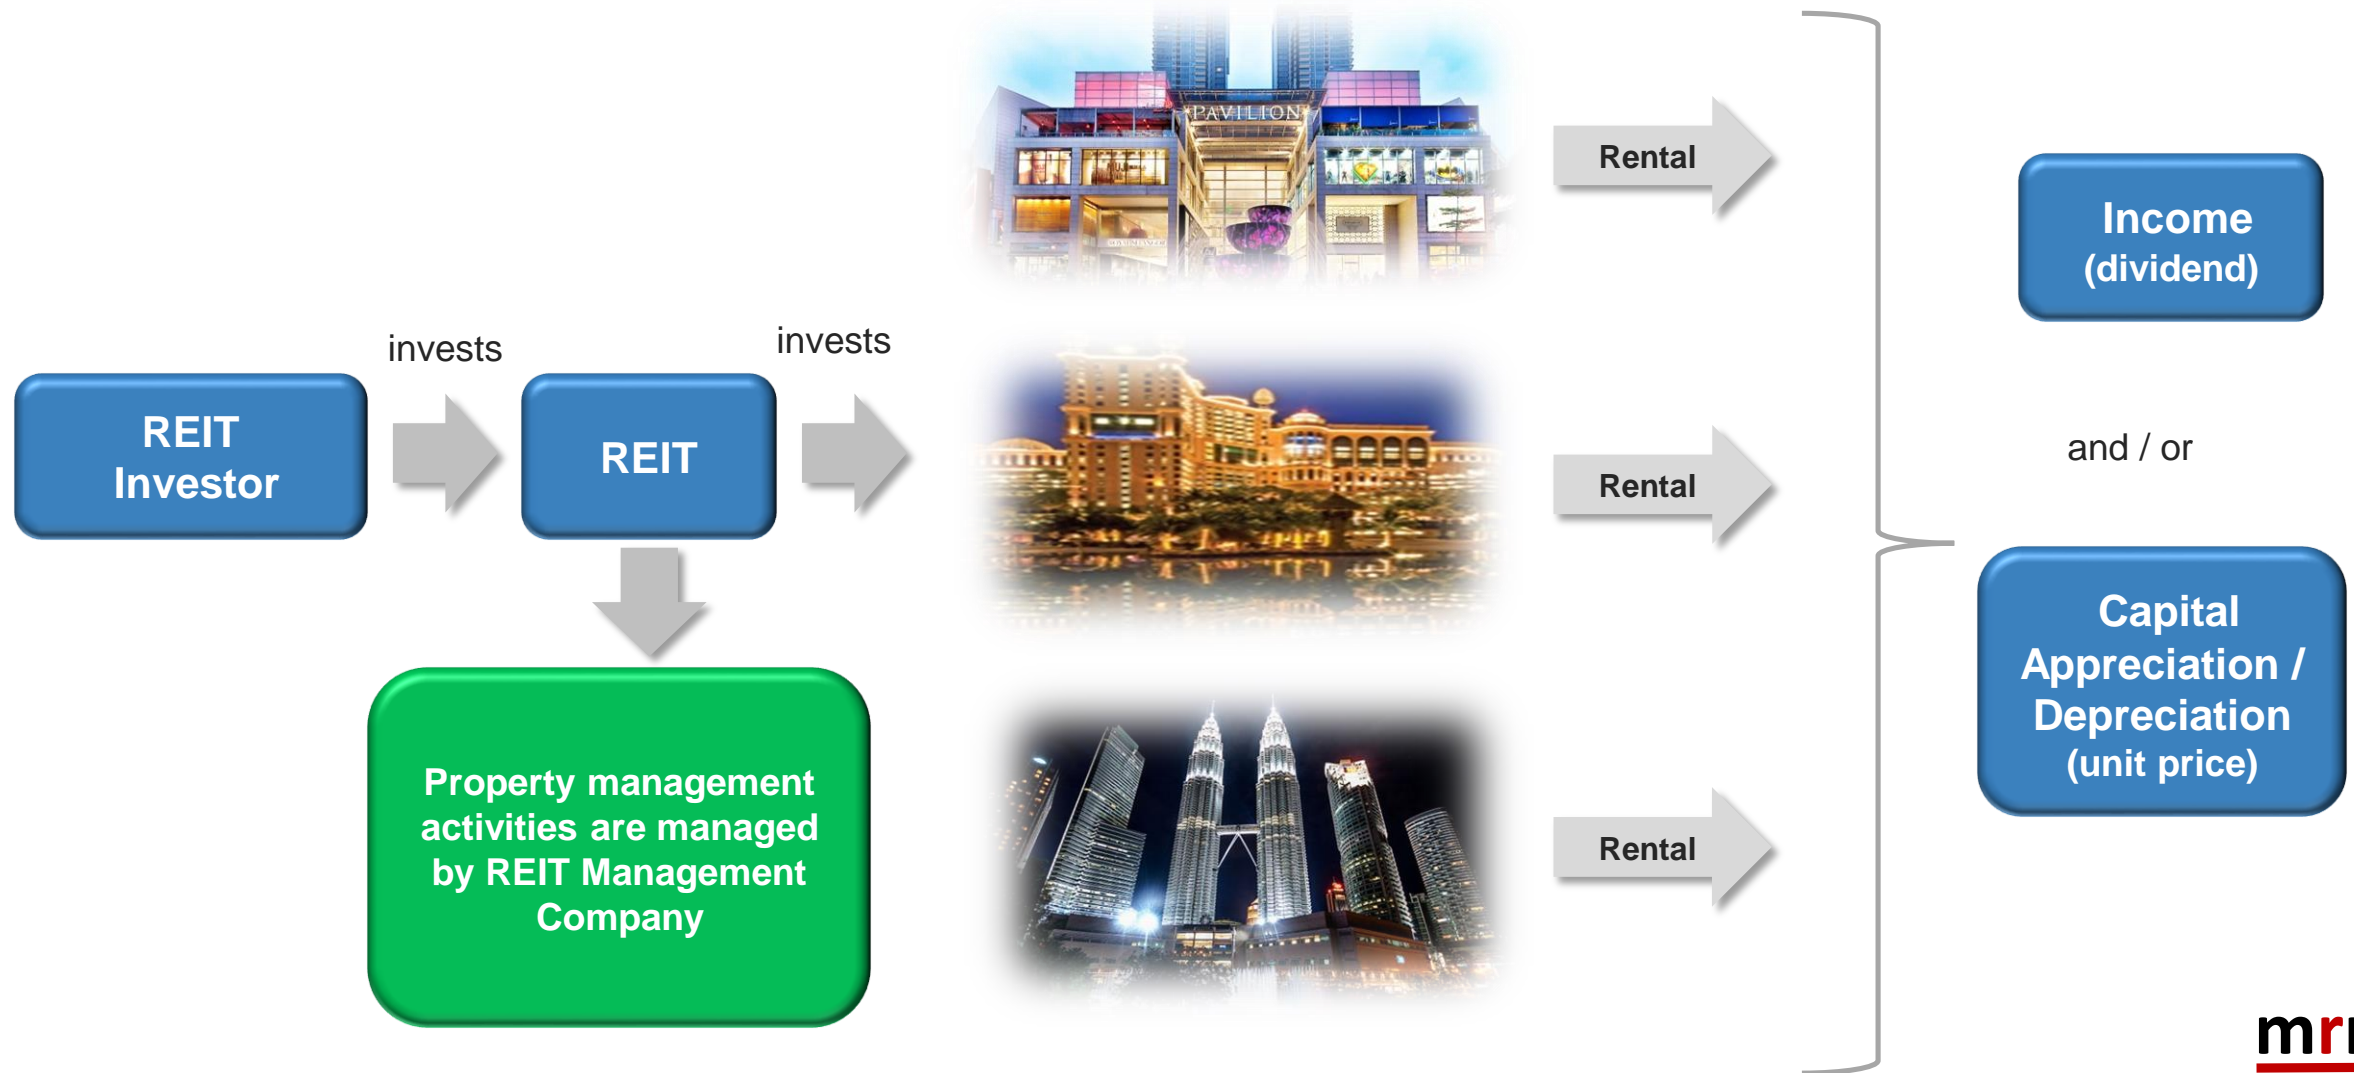 REIT
Investor
invests
REIT
invests
Property management
activities are managed
by REIT Management
Company
PAVILION
Rental
Rental
Rental
Income
(dividend)
and / or
Capital
Appreciation /
Depreciation
(unit price)